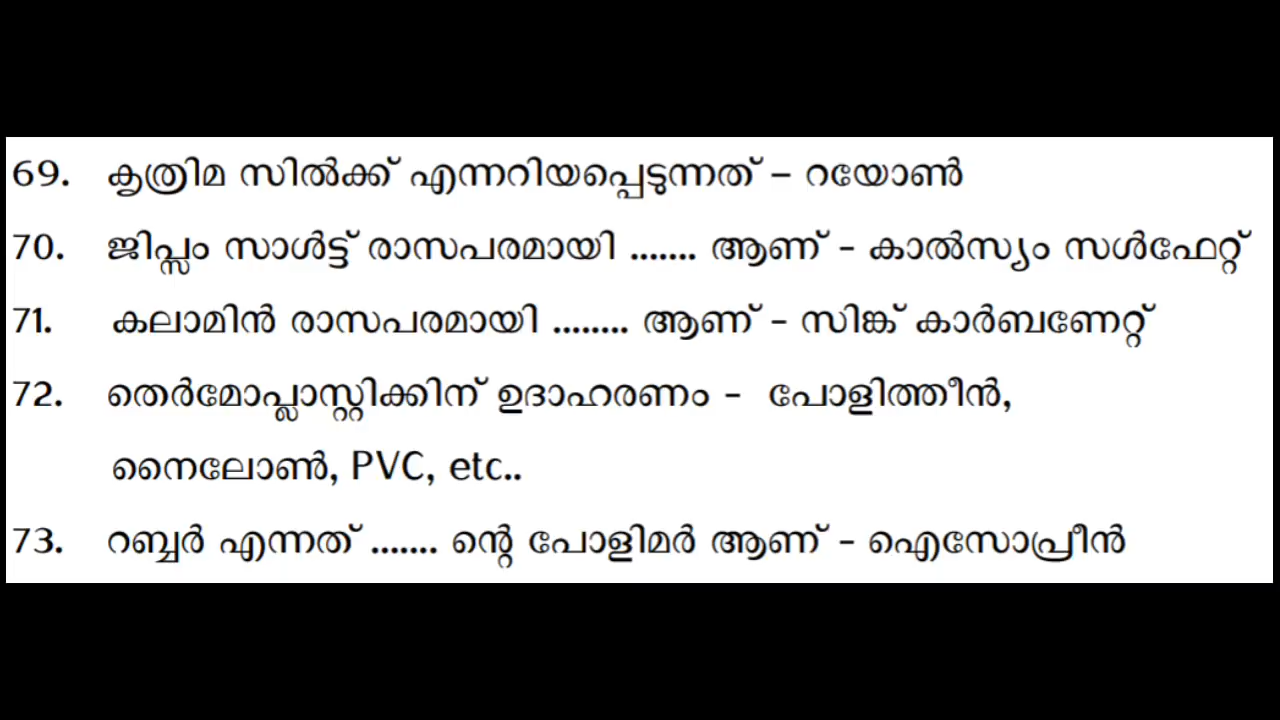 69. കൃത്രിമ സിൽക്ക് എന്നറിയപ്പെടുന്നത് – റയോൺ
70. ജിപ്സം സാൾട്ട് രാസപരമായി ....... ആണ് - കാൽസ്യം സൾഫേറ്റ്
71. കലാമിൻ രാസപരമായി ........ ആണ് - സിങ്ക് കാർബണേറ്റ്
72. തെർമോപ്ലാസ്റ്റിക്കിന് ഉദാഹരണം - പോളിത്തീൻ,
നൈലോൺ, PVC, etc..
73. റബ്ബർ എന്നത് ....... ന്റെ പോളിമർ ആണ് - ഐസോപ്രീൻ